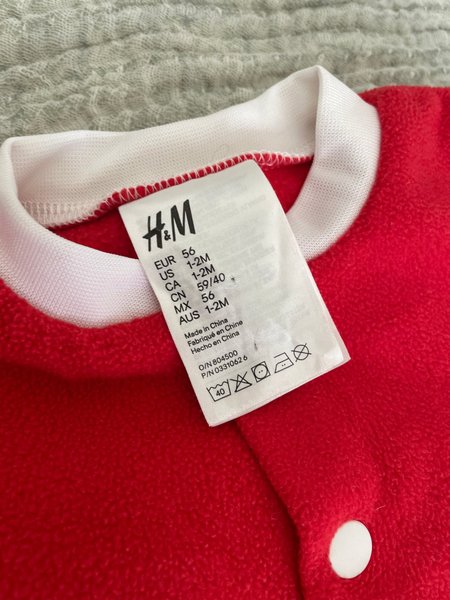 H&M
EUR 56
US 1-2M
CA 1-2M
CN 59/40
MX 56
AUS 1-2M
Made in China
Fabriqué en Chine
Hecho en China
O/N 804500
P/N 0331062 6
40